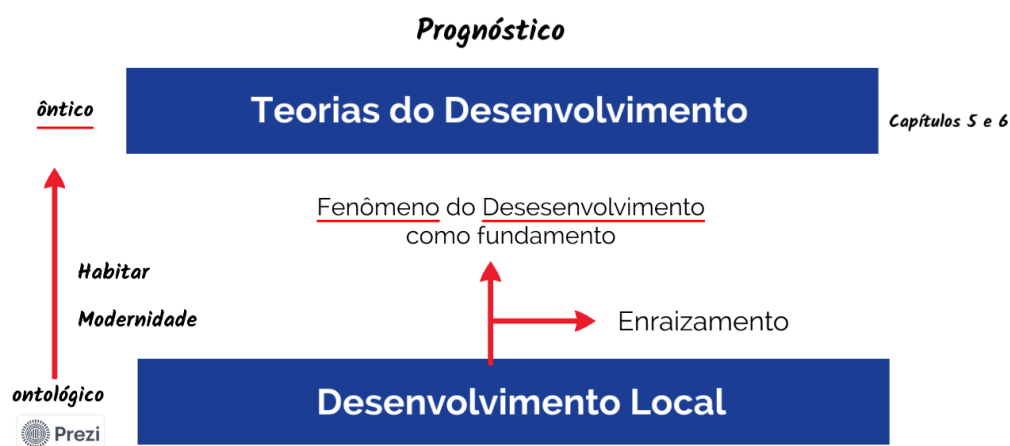 Prognóstico
ôntico
Teorias do Desenvolvimento
Capítulos 5 e 6
Fenômeno do Desesenvolvimento
como fundamento
Habitar
Modernidade
Enraizamento
ontológico
Desenvolvimento Local
Prezi